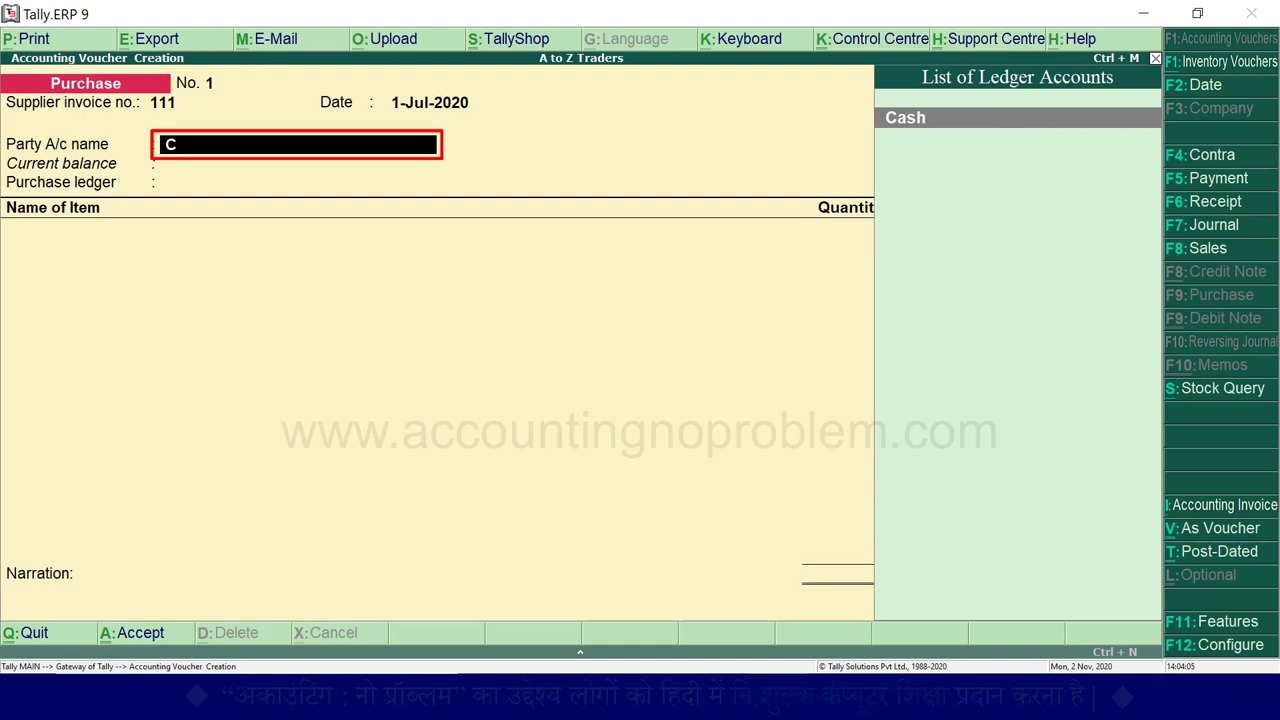 Tally.ERP 9
P: Print E: Export M: E-Mail O: Upload S: TallyShop G: Language K: Keyboard K: Control Centre H: Support Centre H: Help
Accounting Voucher Creation A to Z Traders Ctrl + M
Purchase No. 1
Supplier invoice no.: 111 Date : 1-Jul-2020
Party A/c name : C
Current balance :
Purchase ledger :
Name of Item Quantit
Narration:
List of Ledger Accounts
Cash
F1: Accounting Vouchers
F1: Inventory Vouchers
F2: Date
F3: Company
F4: Contra
F5: Payment
F6: Receipt
F7: Journal
F8: Sales
F8: Credit Note
F9: Purchase
F9: Debit Note
F10: Reversing Journal
F10: Memos
S: Stock Query
I: Accounting Invoice
V: As Voucher
T: Post-Dated
L: Optional
F11: Features
F12: Configure
www.accountingnoproblem.com
Q: Quit A: Accept D: Delete X: Cancel
Ctrl + N
Tally MAIN --> Gateway of Tally --> Accounting Voucher Creation © Tally Solutions Pvt Ltd., 1988-2020 Mon, 2 Nov, 2020 14:04:05
“अकाउंटिंग : नो प्रॉब्लम” का उद्देश्य लोगों को हिंदी में नि:शुल्क कंप्यूटर शिक्षा प्रदान करना है|